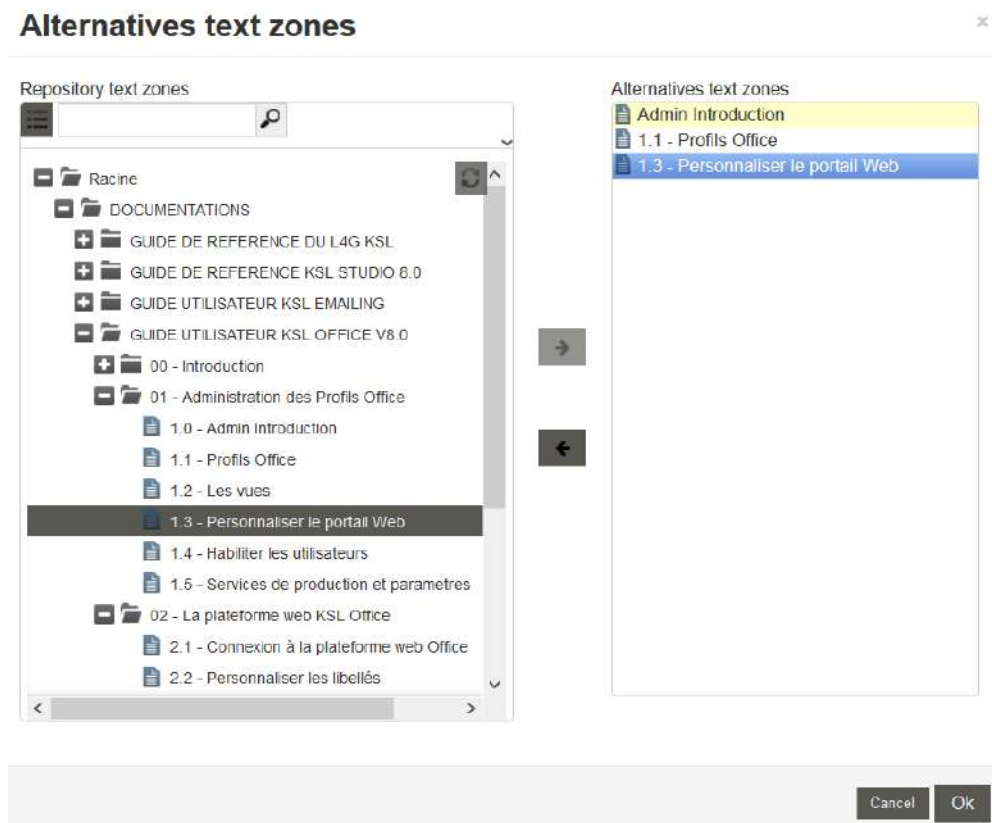 Alternatives text zones
Repository text zones
Racine
DOCUMENTATIONS
GUIDE DE REFERENCE DU L4G KSL
GUIDE DE REFERENCE KSL STUDIO 8.0
GUIDE UTILISATEUR KSL EMAILING
GUIDE UTILISATEUR KSL OFFICE V8.0
00 - Introduction
01 - Administration des Profils Office
1.0 - Admin Introduction
1.1 - Profils Office
1.2 - Les vues
1.3 - Personnaliser le portail Web
1.4 - Habiliter les utilisateurs
1.5 - Services de production et parametres
02 - La plateforme web KSL Office
2.1 - Connexion à la plateforme web Office
2.2 - Personnaliser les libellés
Alternatives text zones
Admin Introduction
1.1 - Profils Office
1.3 - Personnaliser le portail Web
Cancel
Ok